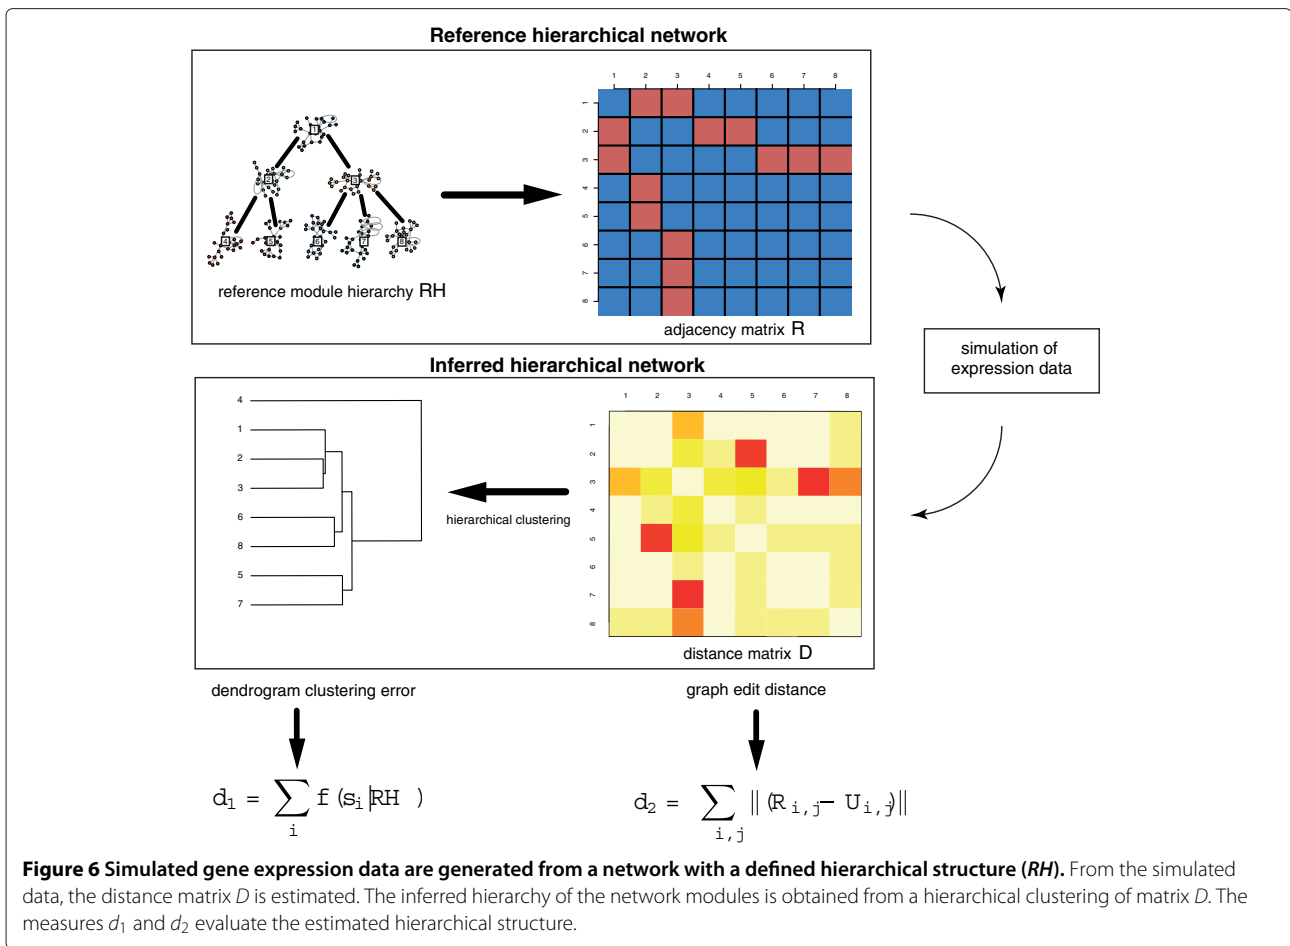 Reference hierarchical network
1 2 3 4 5 6 7 8
1
2
3
4
5
6
7
8
1
2
3
4
5
6
7
8
reference module hierarchy RH
adjacency matrix R
simulation of
expression data
Inferred hierarchical network
4
1
2
3
6
8
5
7
hierarchical clustering
1 2 3 4 5 6 7 8
1
2
3
4
5
6
7
8
distance matrix D
dendrogram clustering error
graph edit distance
d₁ = ∑ᵢ f(sᵢ|RH )
d₂ = ∑ᵢ,ⱼ ‖(Rᵢ,ⱼ− Uᵢ,ⱼ)‖
Figure 6 Simulated gene expression data are generated from a network with a defined hierarchical structure (RH). From the simulated
data, the distance matrix D is estimated. The inferred hierarchy of the network modules is obtained from a hierarchical clustering of matrix D. The
measures d₁ and d₂ evaluate the estimated hierarchical structure.